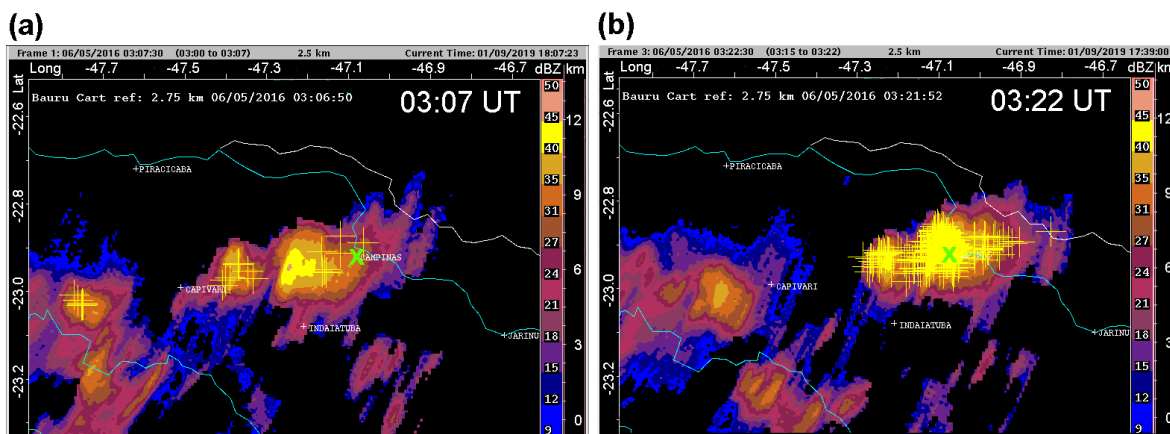 (a)
Frame 1: 06/05/2016 03:07:30 (03:00 to 03:07) 2.5 km Current Time: 01/09/2019 18:07:23
Long -47.7 -47.5 -47.3 -47.1 -46.9 -46.7 dBZ km
Lat
Bauru Cart ref: 2.75 km 06/05/2016 03:06:50
03:07 UT
-22.6
-22.8
-23.0
-23.2
PIRACICABA
CAMPINAS
X
CAPIVARI
INDAIATUBA
JARINU
50
45
40
35
31
27
24
21
18
15
12
9
12
9
6
3
0
(b)
Frame 3: 06/05/2016 03:22:30 (03:15 to 03:22) 2.5 km Current Time: 01/09/2019 17:39:00
Long -47.7 -47.5 -47.3 -47.1 -46.9 -46.7 dBZ km
Lat
Bauru Cart ref: 2.75 km 06/05/2016 03:21:52
03:22 UT
-22.6
-22.8
-23.0
-23.2
PIRACICABA
X
CAPIVARI
INDAIATUBA
JARINU
50
45
40
35
31
27
24
21
18
15
12
9
12
9
6
3
0